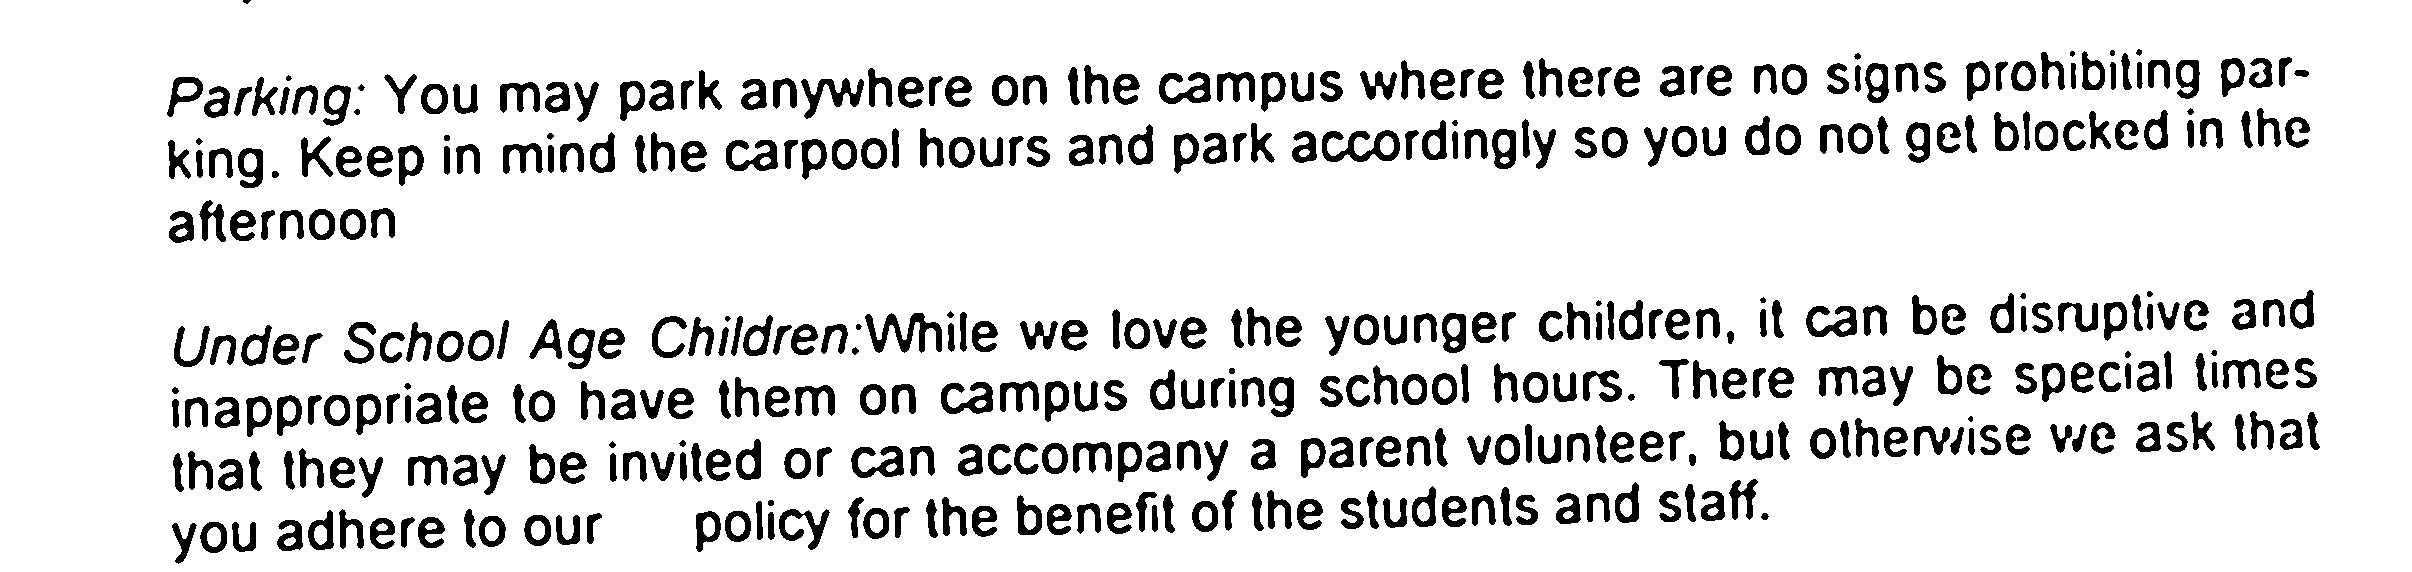 Parking: You may park anywhere on the campus where there are no signs prohibiting par-
king. Keep in mind the carpool hours and park accordingly so you do not get blocked in the
afternoon
Under School Age Children:While we love the younger children, it can be disruptive and
inappropriate to have them on campus during school hours. There may be special times
that they may be invited or can accompany a parent volunteer, but otherwise we ask that
you adhere to our policy for the benefit of the students and staff.